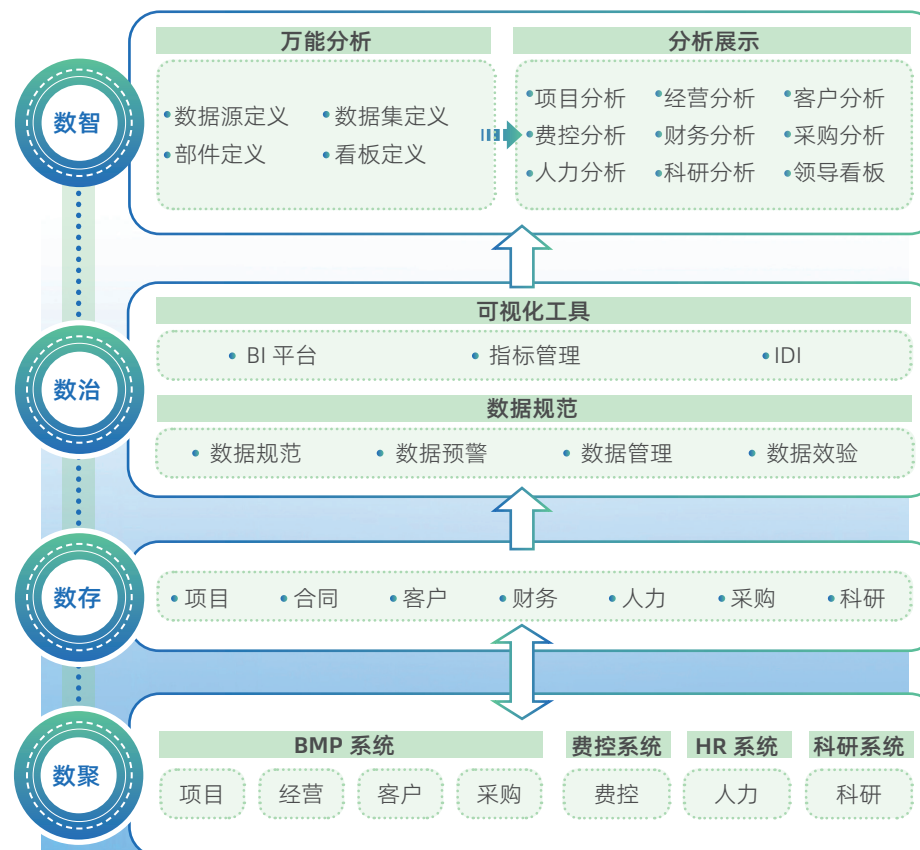 数智
万能分析
数据源定义
数据集定义
部件定义
看板定义
分析展示
项目分析
经营分析
客户分析
费控分析
财务分析
采购分析
人力分析
科研分析
领导看板
数治
可视化工具
BI 平台
指标管理
IDI
数据规范
数据规范
数据预警
数据管理
数据效验
数存
项目
合同
客户
财务
人力
采购
科研
数聚
BMP 系统
项目
经营
客户
采购
费控系统
费控
HR 系统
人力
科研系统
科研